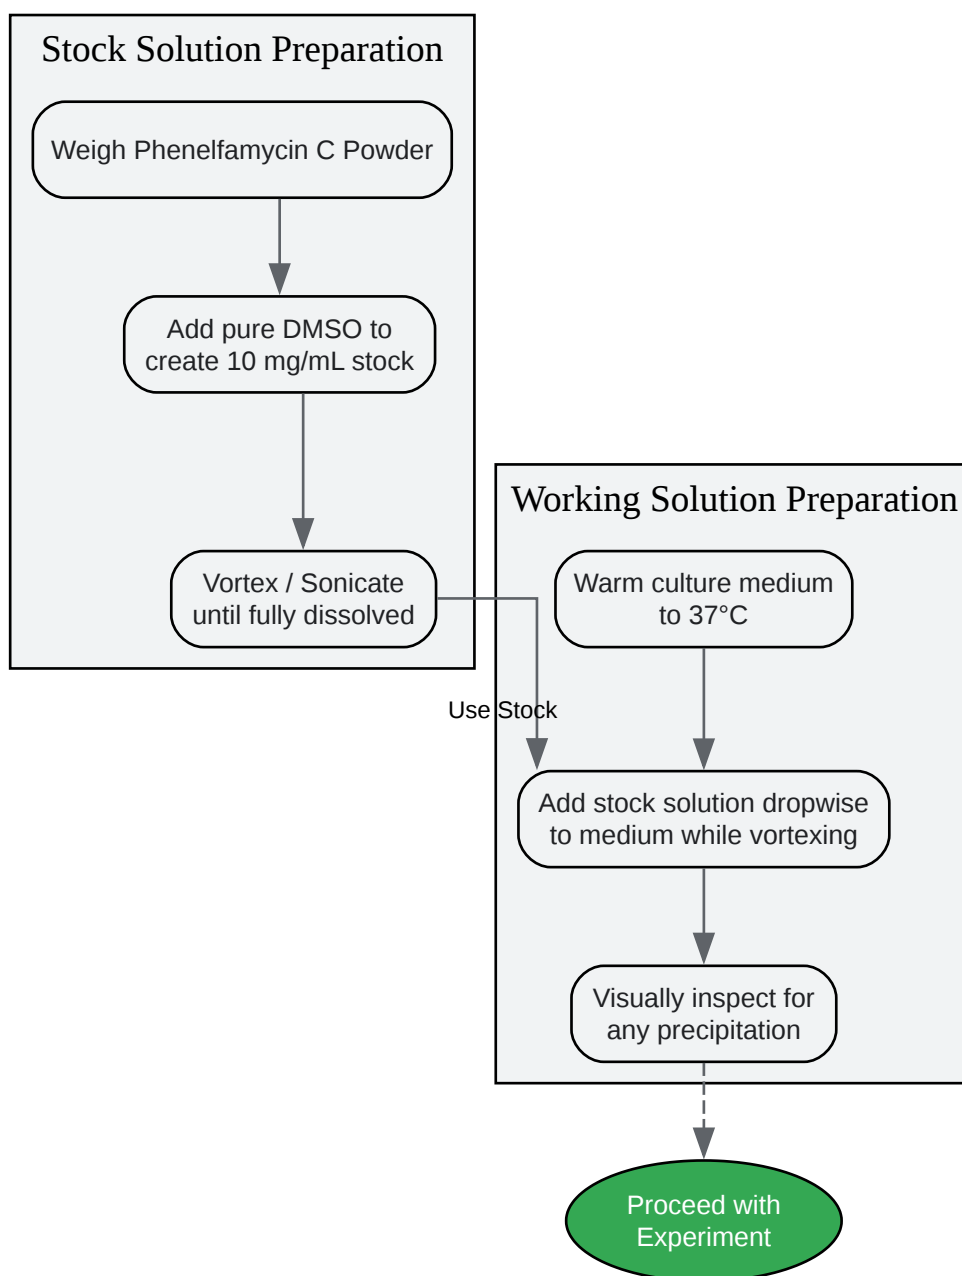 Stock Solution Preparation
Weigh Phenelfamycin C Powder
Add pure DMSO to
create 10 mg/mL stock
Vortex / Sonicate
until fully dissolved
Use Stock
Working Solution Preparation
Warm culture medium
to 37°C
Add stock solution dropwise
to medium while vortexing
Visually inspect for
any precipitation
Proceed with
Experiment